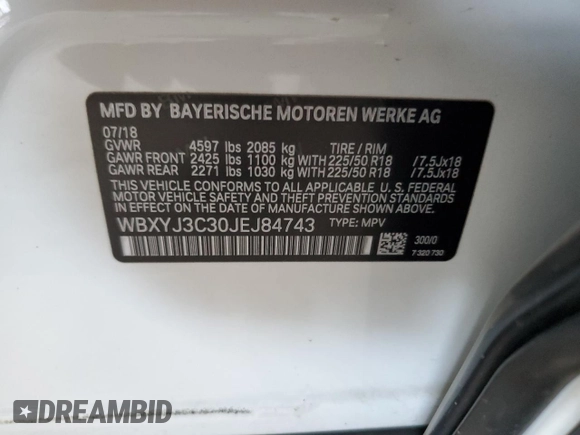 MFD BY BAYERISCHE MOTOREN WERKE AG
07/18
GVWR 4597 lbs 2085 kg TIRE / RIM
GAWR FRONT 2425 lbs 1100 kg WITH 225/50 R18 /7.5Jx18
GAWR REAR 2271 lbs 1030 kg WITH 225/50 R18 /7.5Jx18
THIS VEHICLE CONFORMS TO ALL APPLICABLE U. S. FEDERAL
MOTOR VEHICLE SAFETY AND THEFT PREVENTION STANDARDS
IN EFFECT ON THE DATE OF MANUFACTURE SHOWN ABOVE.
WBXYJ3C30JEJ84743 TYPE: MPV
300/0
7 320 730
DREAMBID